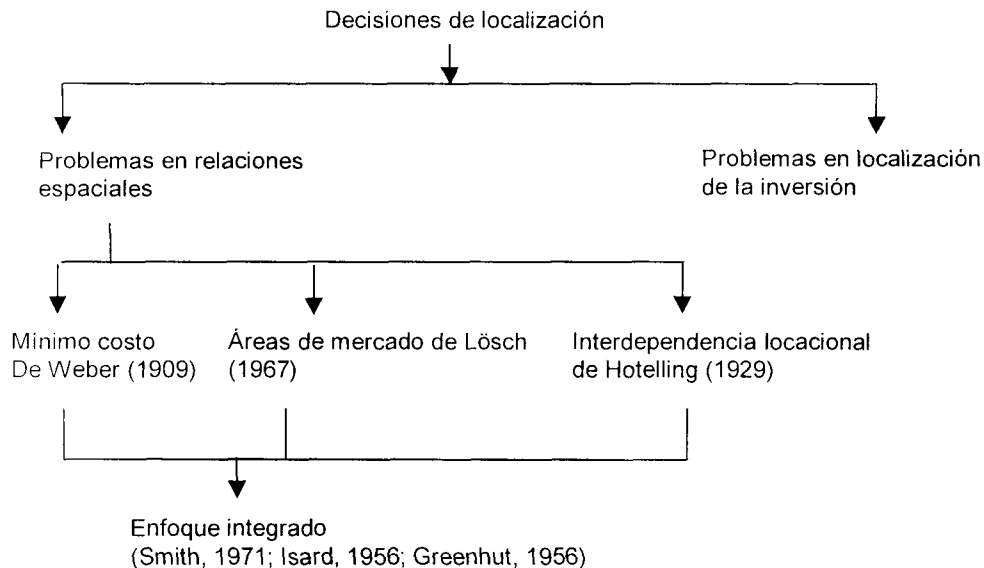 Decisiones de localización
Problemas en relaciones
espaciales
Problemas en localización
de la inversión
Mínimo costo
De Weber (1909)
Áreas de mercado de Lösch
(1967)
Interdependencia locacional
de Hotelling (1929)
Enfoque integrado
(Smith, 1971; Isard, 1956; Greenhut, 1956)